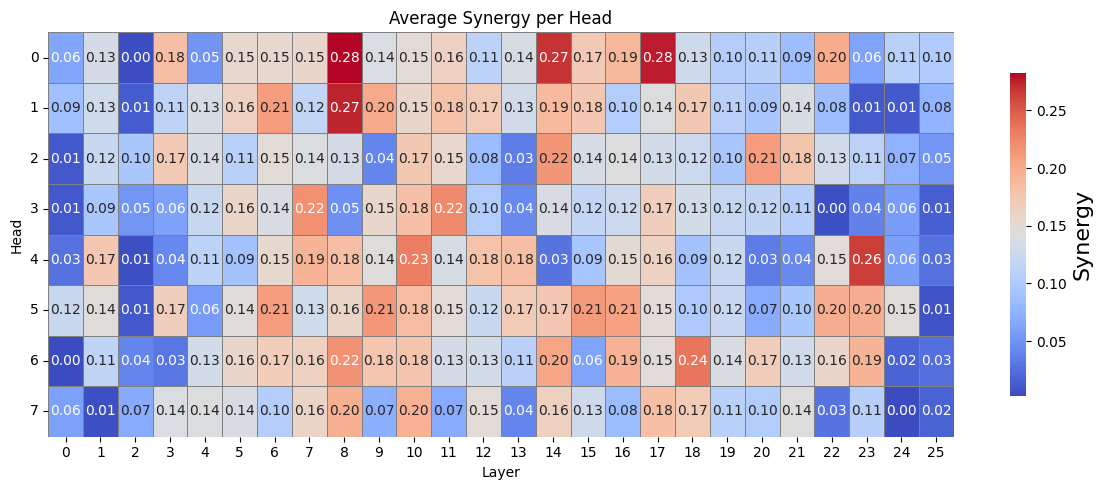 Average Synergy per Head
0 0.06 0.13 0.00 0.18 0.05 0.15 0.15 0.15 0.28 0.14 0.15 0.16 0.11 0.14 0.27 0.17 0.19 0.28 0.13 0.10 0.11 0.09 0.20 0.06 0.11 0.10
1 0.09 0.13 0.01 0.11 0.13 0.16 0.21 0.12 0.27 0.20 0.15 0.18 0.17 0.13 0.19 0.18 0.10 0.14 0.17 0.11 0.09 0.14 0.08 0.01 0.01 0.08
2 0.01 0.12 0.10 0.17 0.14 0.11 0.15 0.14 0.13 0.04 0.17 0.15 0.08 0.03 0.22 0.14 0.14 0.13 0.12 0.10 0.21 0.18 0.13 0.11 0.07 0.05
3 0.01 0.09 0.05 0.06 0.12 0.16 0.14 0.22 0.05 0.15 0.18 0.22 0.10 0.04 0.14 0.12 0.12 0.17 0.13 0.12 0.12 0.11 0.00 0.04 0.06 0.01
4 0.03 0.17 0.01 0.04 0.11 0.09 0.15 0.19 0.18 0.14 0.23 0.14 0.18 0.18 0.03 0.09 0.15 0.16 0.09 0.12 0.03 0.04 0.15 0.26 0.06 0.03
5 0.12 0.14 0.01 0.17 0.06 0.14 0.21 0.13 0.16 0.21 0.18 0.15 0.12 0.17 0.17 0.21 0.21 0.15 0.10 0.12 0.07 0.10 0.20 0.20 0.15 0.01
6 0.00 0.11 0.04 0.03 0.13 0.16 0.17 0.16 0.22 0.18 0.18 0.13 0.13 0.11 0.20 0.06 0.19 0.15 0.24 0.14 0.17 0.13 0.16 0.19 0.02 0.03
7 0.06 0.01 0.07 0.14 0.14 0.14 0.10 0.16 0.20 0.07 0.20 0.07 0.15 0.04 0.16 0.13 0.08 0.18 0.17 0.11 0.10 0.14 0.03 0.11 0.00 0.02
0 1 2 3 4 5 6 7 8 9 10 11 12 13 14 15 16 17 18 19 20 21 22 23 24 25
Layer
Head
0.25
0.20
0.15
0.10
0.05
Synergy